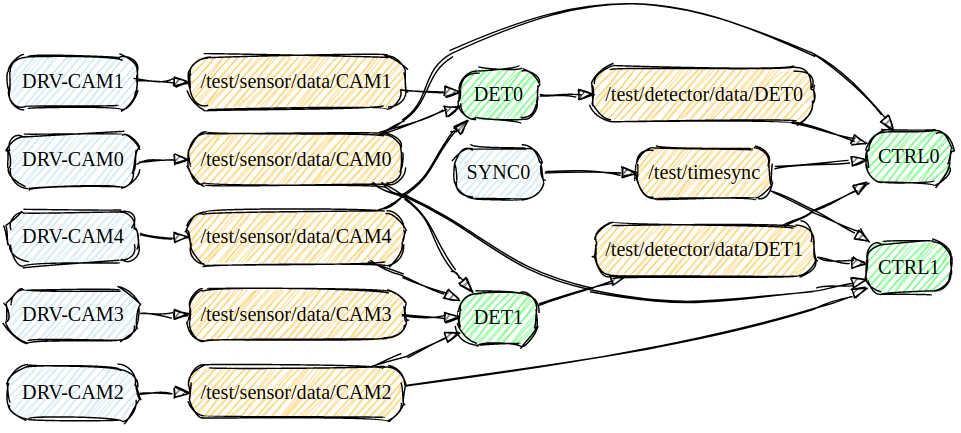 DRV-CAM1
/test/sensor/data/CAM1
DET0
/test/detector/data/DET0
DRV-CAM0
/test/sensor/data/CAM0
SYNC0
/test/timesync
CTRL0
DRV-CAM4
/test/sensor/data/CAM4
/test/detector/data/DET1
CTRL1
DRV-CAM3
/test/sensor/data/CAM3
DET1
DRV-CAM2
/test/sensor/data/CAM2